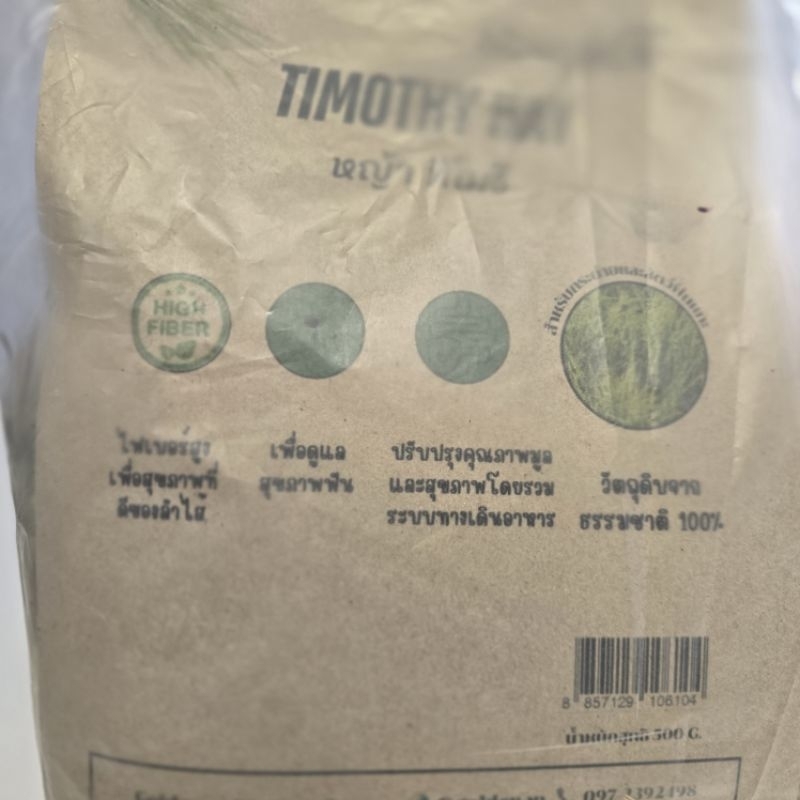 TIMOTHY HAY
หญ้า ทิโมธี
HIGH
FIBER
ไฟเบอร์สูง
เพื่อสุขภาพที่
ดีของลำไส้
เพื่อดูแล
สุขภาพฟัน
ปรับปรุงคุณภาพมูล
และสุขภาพโดยรวม
ระบบทางเดินอาหาร
วัตถุดิบจาก
ธรรมชาติ 100%
8 857129 106104
น้ำหนักสุทธิ 500 G.